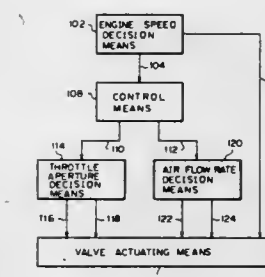 102
ENGINE SPEED
DECISION
MEANS
104
108
CONTROL
MEANS
110
112
114
THROTTLE
APERTURE
DECISION
MEANS
120
AIR FLOW RATE
DECISION
MEANS
116
118
122
124
VALVE ACTUATING MEANS